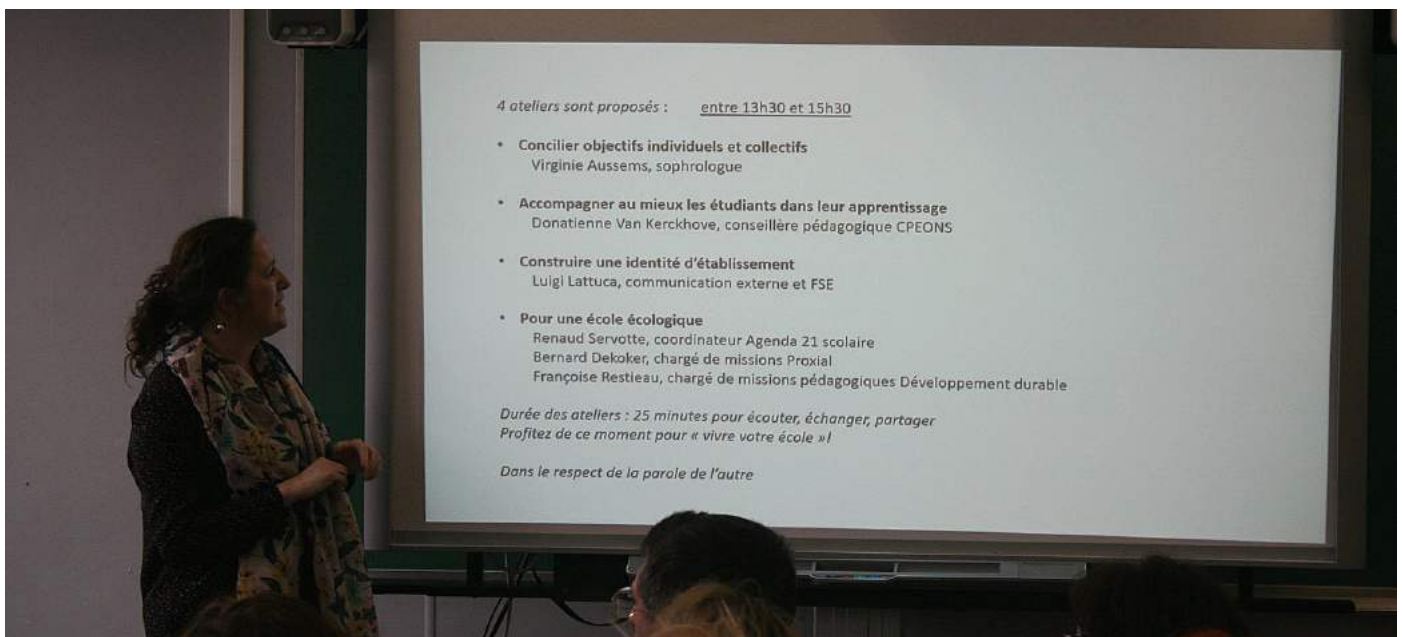 4 ateliers sont proposés : entre 13h30 et 15h30
• Concilier objectifs individuels et collectifs
Virginie Aussems, sophrologue
• Accompagner au mieux les étudiants dans leur apprentissage
Donatienne Van Kerckhove, conseillère pédagogique CPEONS
• Construire une identité d'établissement
Luigi Lattuca, communication externe et FSE
• Pour une école écologique
Renaud Servotte, coordinateur Agenda 21 scolaire
Bernard Dekoker, chargé de missions Proxial
Françoise Restieau, chargé de missions pédagogiques Développement durable
Durée des ateliers : 25 minutes pour écouter, échanger, partager
Profitez de ce moment pour « vivre votre école »!
Dans le respect de la parole de l'autre